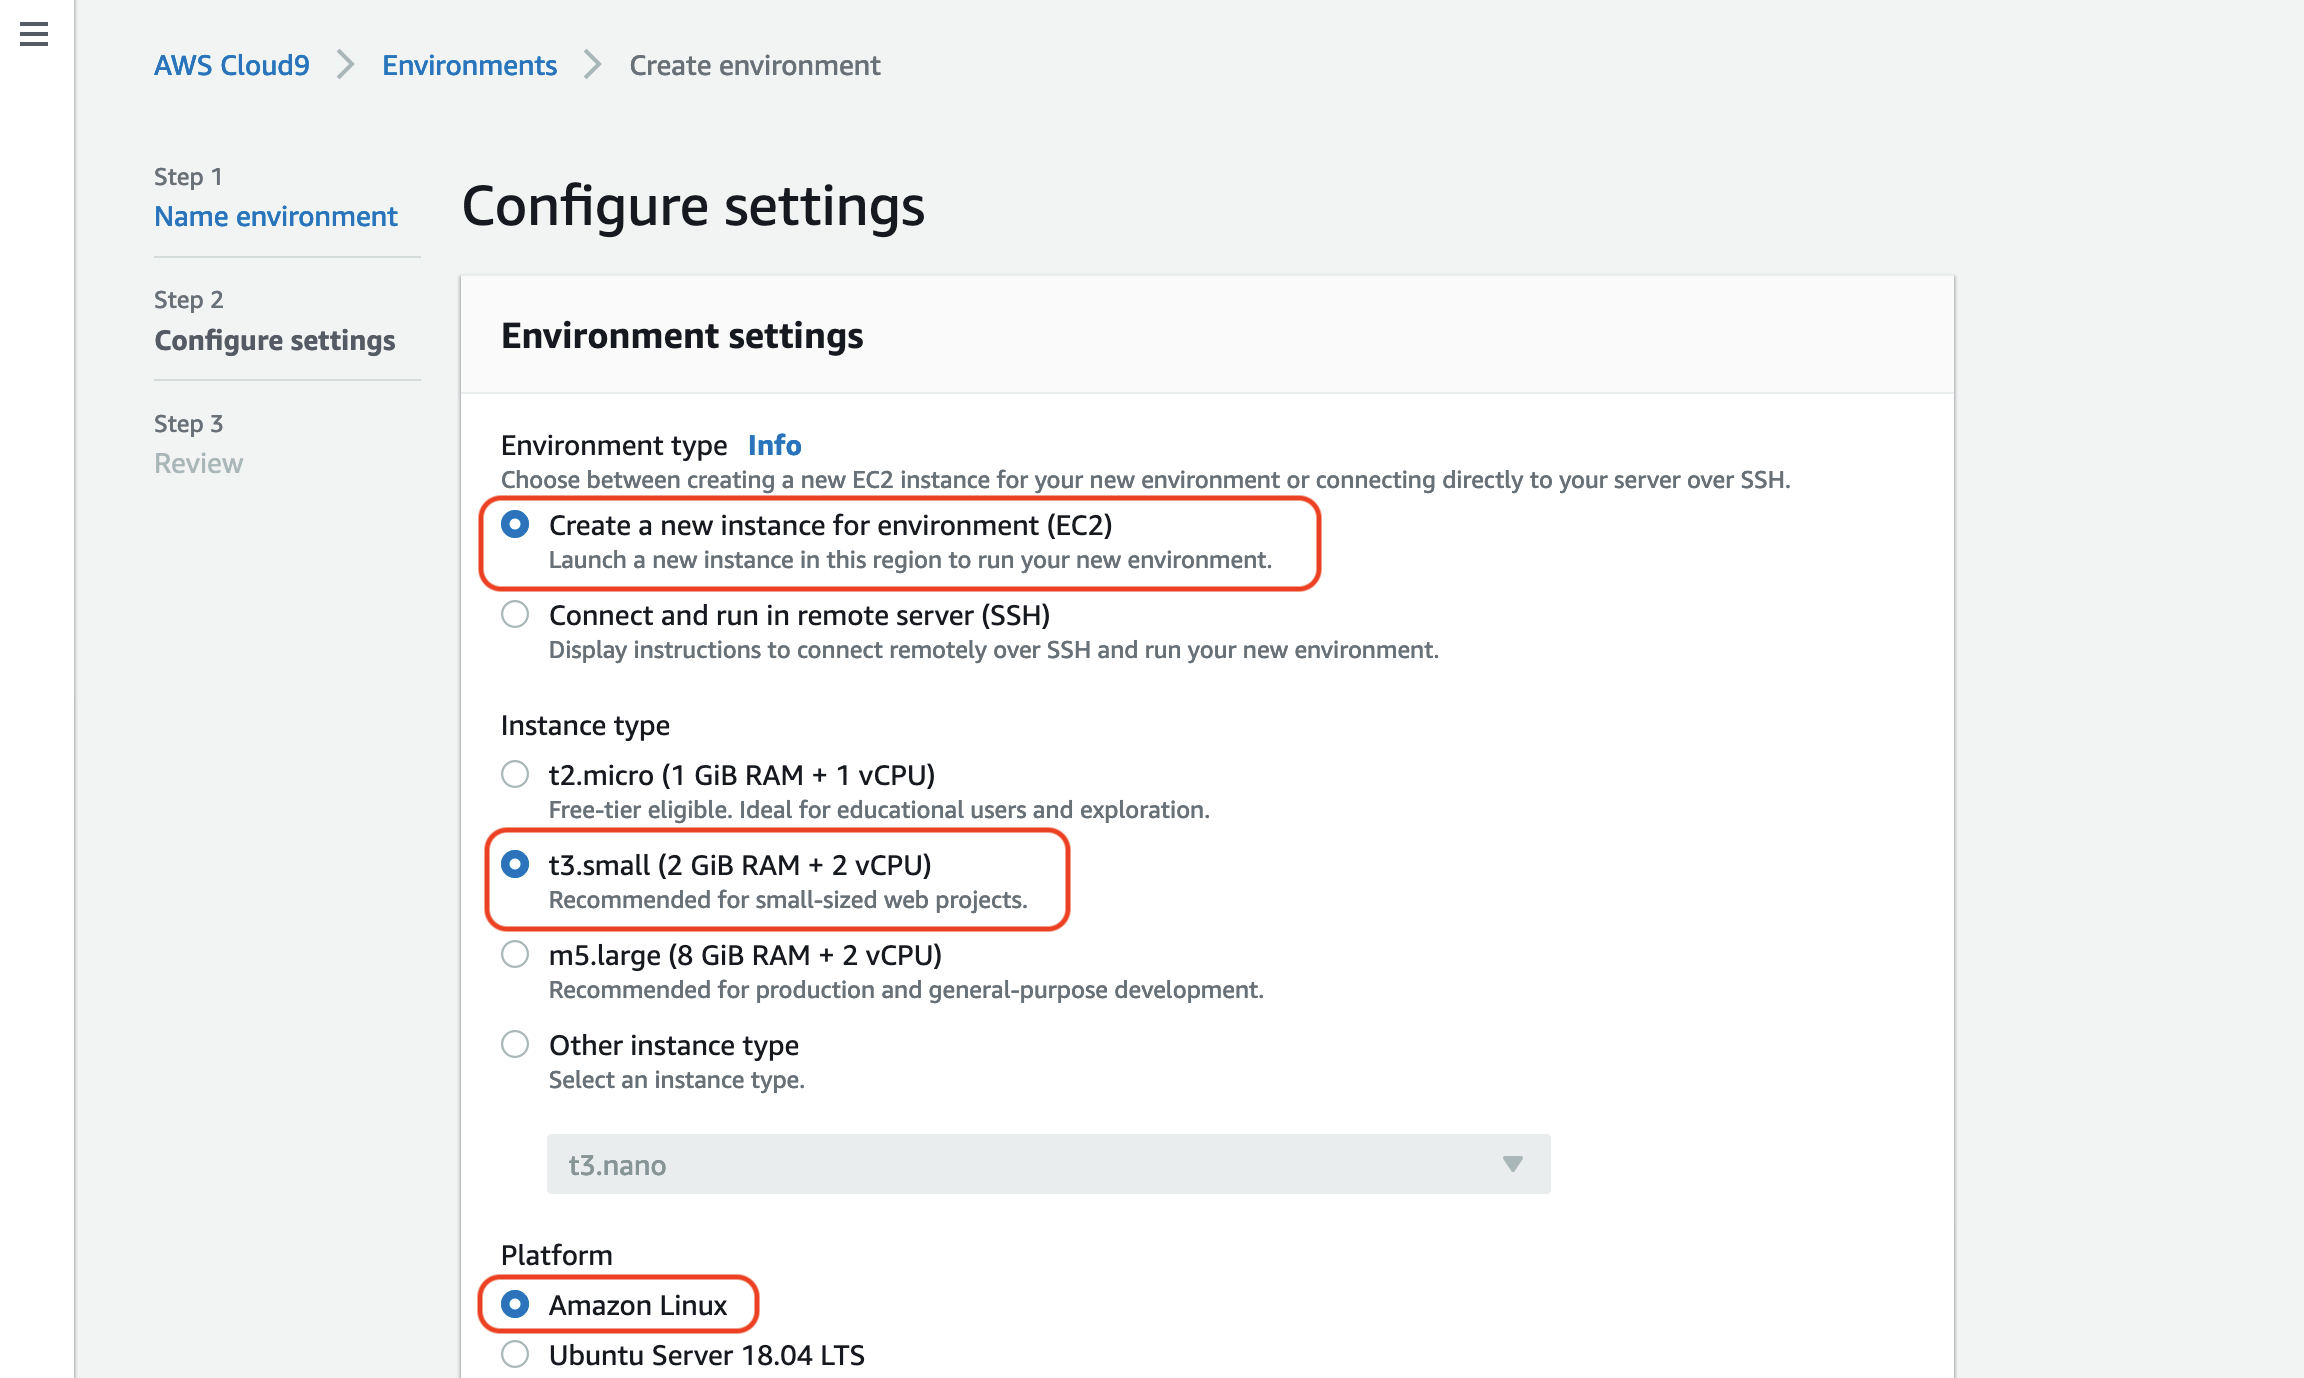 AWS Cloud9 > Environments > Create environment
Step 1
Name environment
Step 2
Configure settings
Step 3
Review
Configure settings
Environment settings
Environment type Info
Choose between creating a new EC2 instance for your new environment or connecting directly to your server over SSH.
Create a new instance for environment (EC2)
Launch a new instance in this region to run your new environment.
Connect and run in remote server (SSH)
Display instructions to connect remotely over SSH and run your new environment.
Instance type
t2.micro (1 GiB RAM + 1 vCPU)
Free-tier eligible. Ideal for educational users and exploration.
t3.small (2 GiB RAM + 2 vCPU)
Recommended for small-sized web projects.
m5.large (8 GiB RAM + 2 vCPU)
Recommended for production and general-purpose development.
Other instance type
Select an instance type.
t3.nano
Platform
Amazon Linux
Ubuntu Server 18.04 LTS